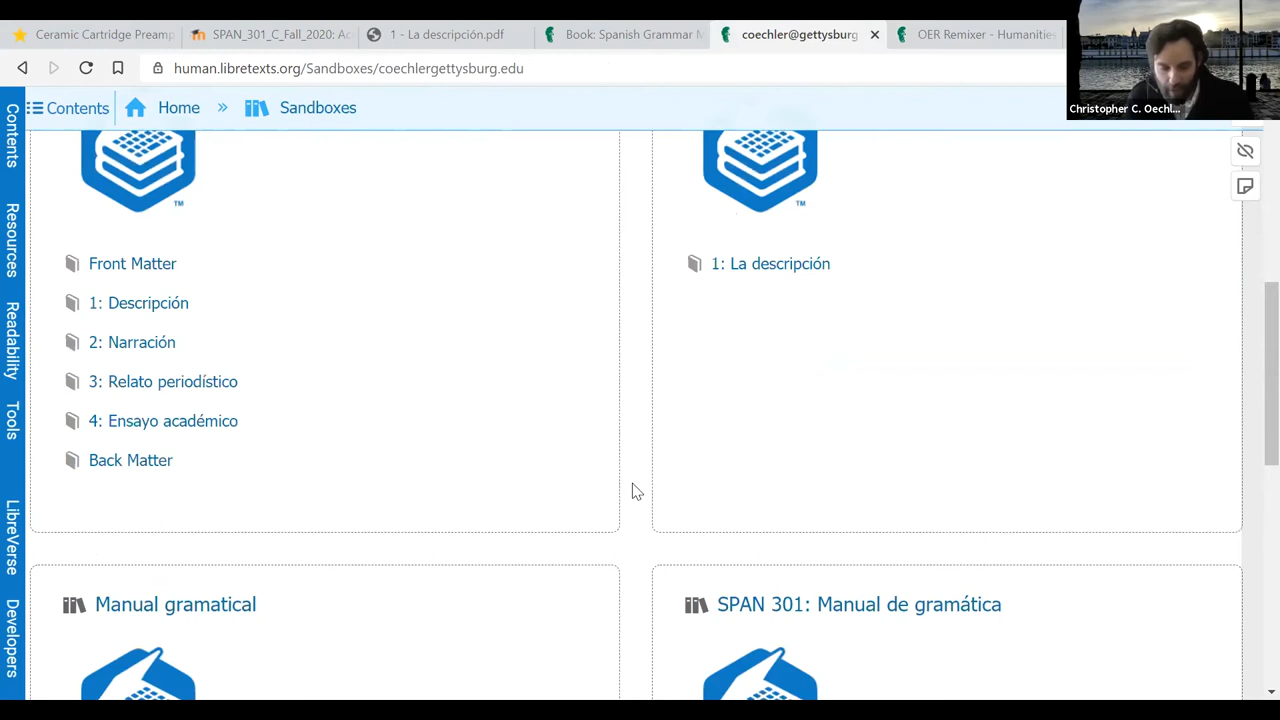 Ceramic Cartridge Preamp
SPAN_301_C_Fall_2020: Ac
1 - La descripción.pdf
Book: Spanish Grammar M
coechler@gettysburg
OER Remixer - Humanities
human.libretexts.org/Sandboxes/coechlergettysburg.edu
Christopher C. Oechl...
Contents
Home
»
Sandboxes
Contents
Resources
Readability
Tools
LibreVerse
Developers
TM
TM
Front Matter
1: Descripción
2: Narración
3: Relato periodístico
4: Ensayo académico
Back Matter
1: La descripción
Manual gramatical
SPAN 301: Manual de gramática